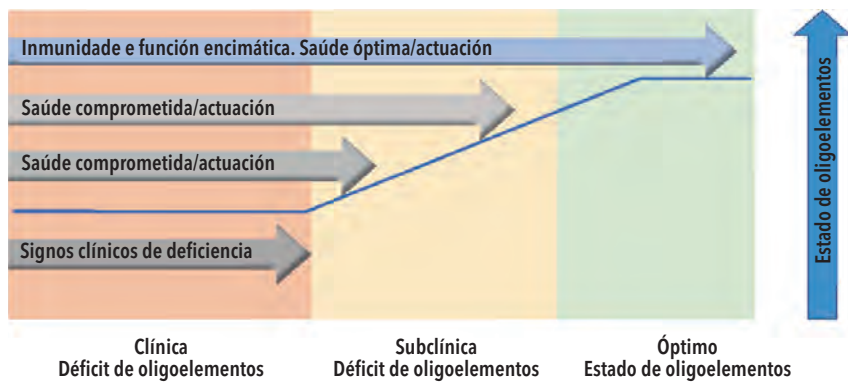 Inmunidade e función encimática. Saúde óptima/actuación
Saúde comprometida/actuación
Saúde comprometida/actuación
Signos clínicos de deficiencia
Estado de oligoelementos
Clínica
Déficit de oligoelementos
Subclínica
Déficit de oligoelementos
Óptimo
Estado de oligoelementos